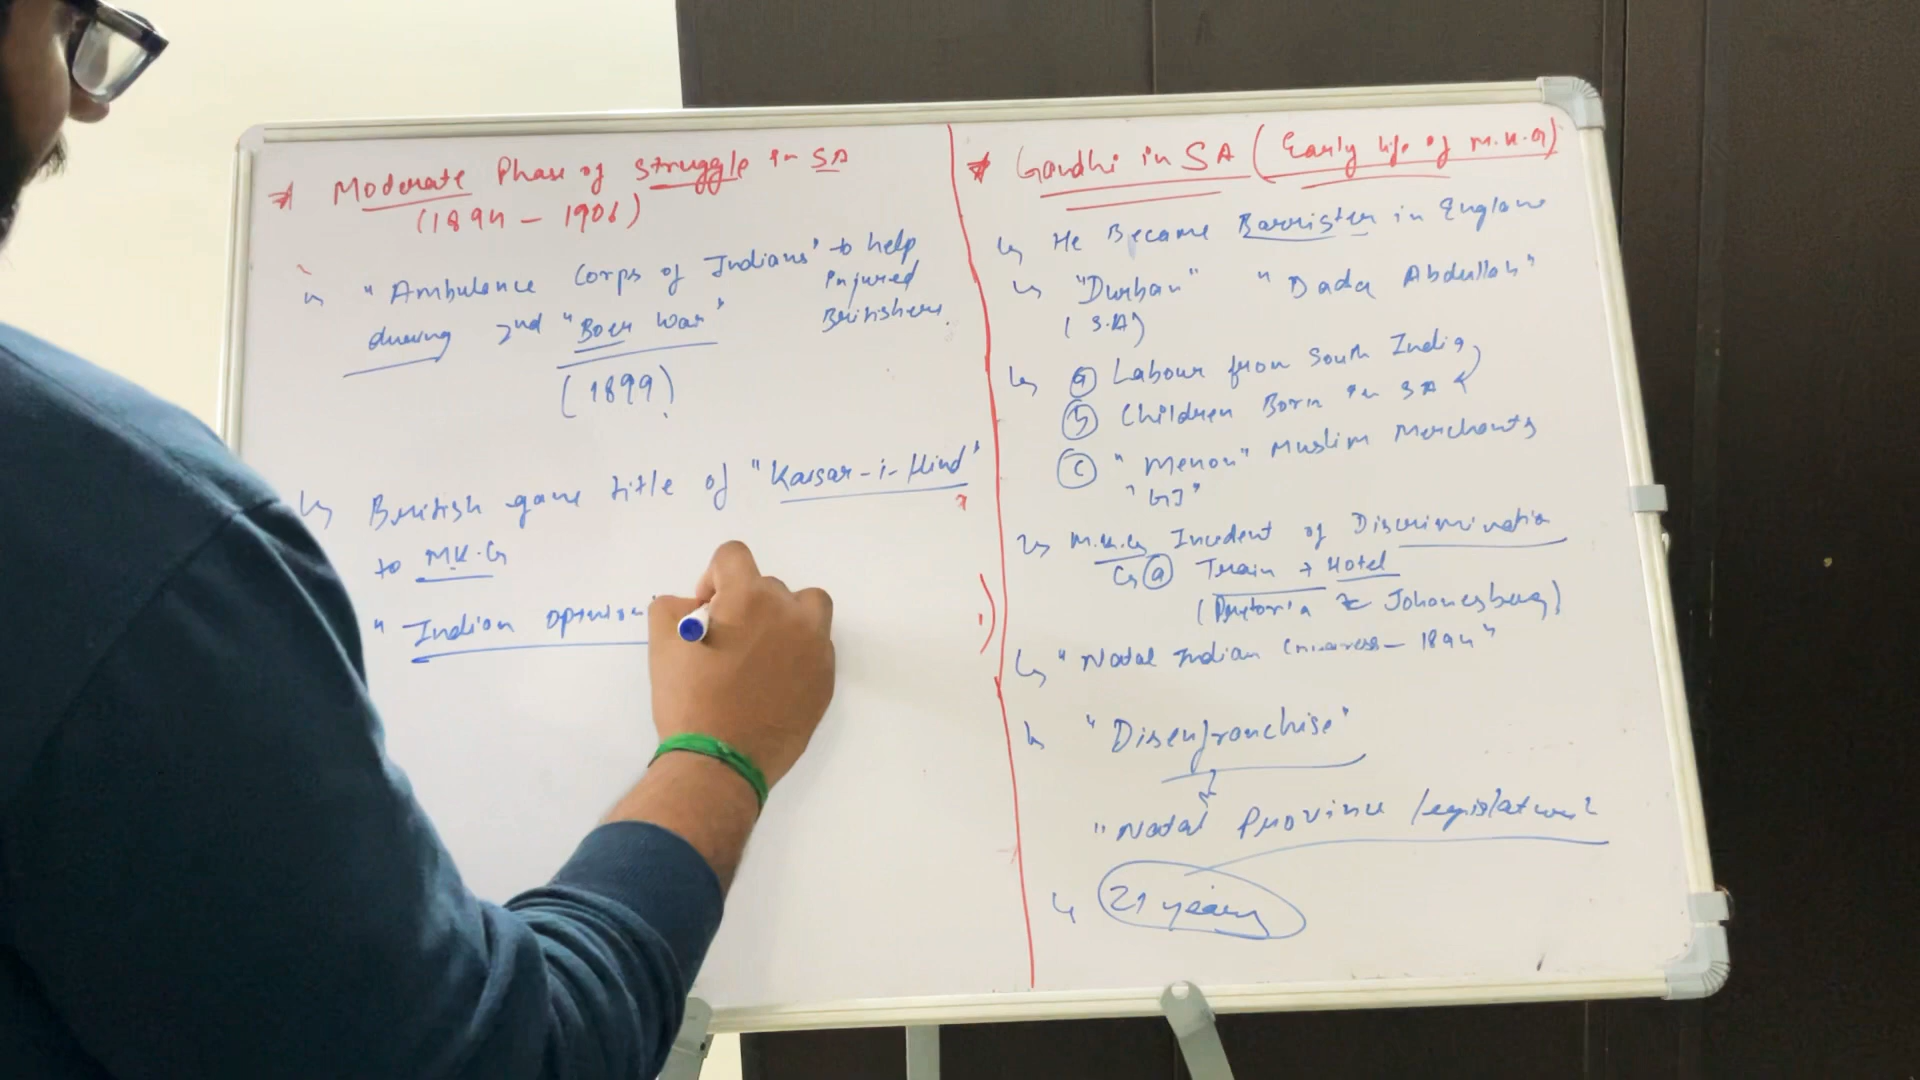 * Moderate Phase of struggle in SA
(1894 - 1906)
↳ "Ambulance Corps of Indians" to help
injured
Britishers.
during 2nd "Boer War"
(1899)
↳ British gave title of "Kaisar-i-Hind"
to M.K.G
" Indian opinion
* Gandhi in SA (Early life of M.K.G)
↳ He Became Barrister in England
↳ "Durban" "Dada Abdullah"
(S.A)
↳ (a) Labour from South India
(b) Children Born in SA
(c) "Memon" Muslim Merchants
"GJ"
↳ M.K.G Incident of Discrimination
↳ (a) Train + Hotel
(Pretoria Johanesburg)
↳ "Natal Indian Congress - 1894"
↳ "Disenfranchise"
"Natal Province legislature"
↳ 21 years